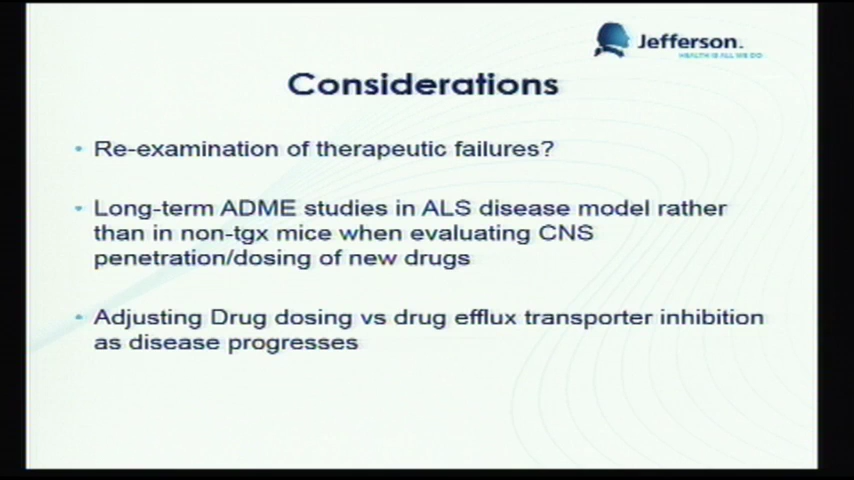 Jefferson.
HEALTH IS ALL WE DO
Considerations
• Re-examination of therapeutic failures?
• Long-term ADME studies in ALS disease model rather
than in non-tgx mice when evaluating CNS
penetration/dosing of new drugs
• Adjusting Drug dosing vs drug efflux transporter inhibition
as disease progresses